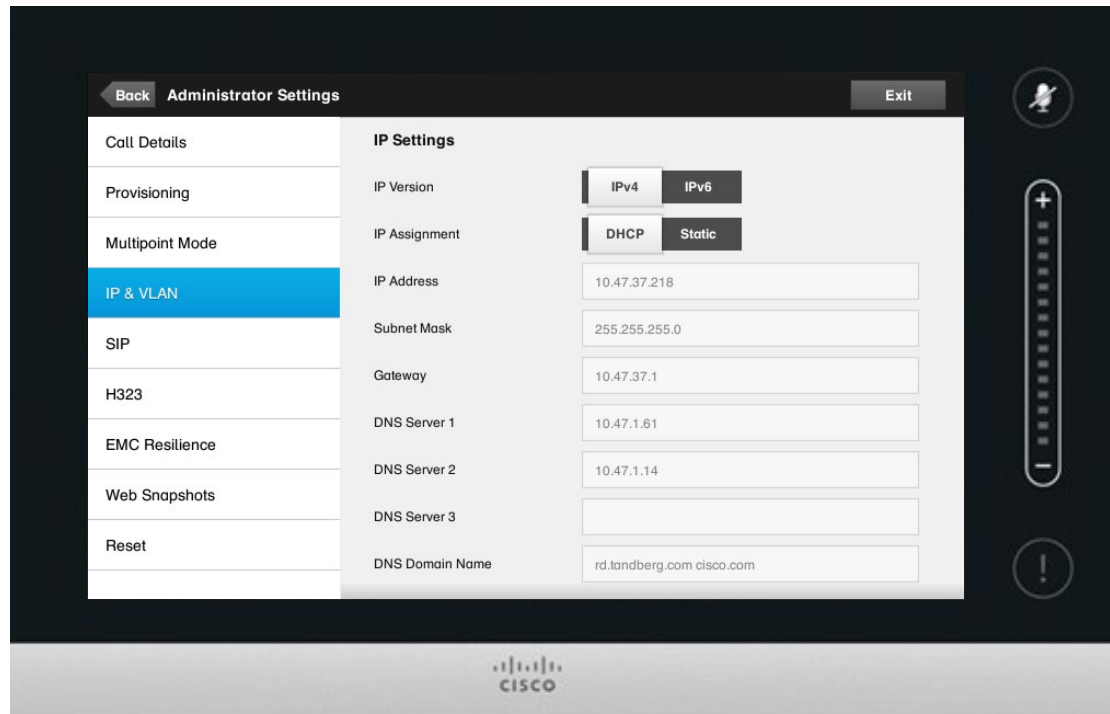 Back Administrator Settings Exit
Call Details
Provisioning
Multipoint Mode
IP & VLAN
SIP
H323
EMC Resilience
Web Snapshots
Reset
IP Settings
IP Version IPv4 IPv6
IP Assignment DHCP Static
IP Address 10.47.37.218
Subnet Mask 255.255.255.0
Gateway 10.47.37.1
DNS Server 1 10.47.1.61
DNS Server 2 10.47.1.14
DNS Server 3
DNS Domain Name rd.tandberg.com cisco.com
+
−
!
CISCO